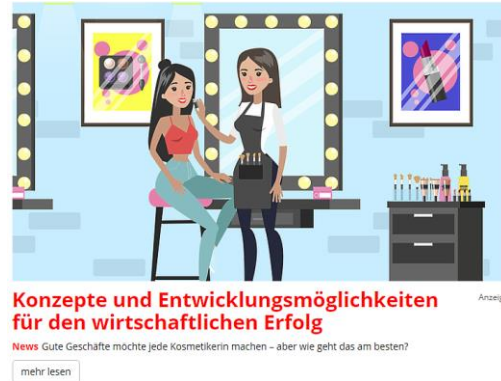 Konzepte und Entwicklungsmöglichkeiten
für den wirtschaftlichen Erfolg
News Gute Geschäfte möchte jede Kosmetikerin machen – aber wie geht das am besten?
mehr lesen